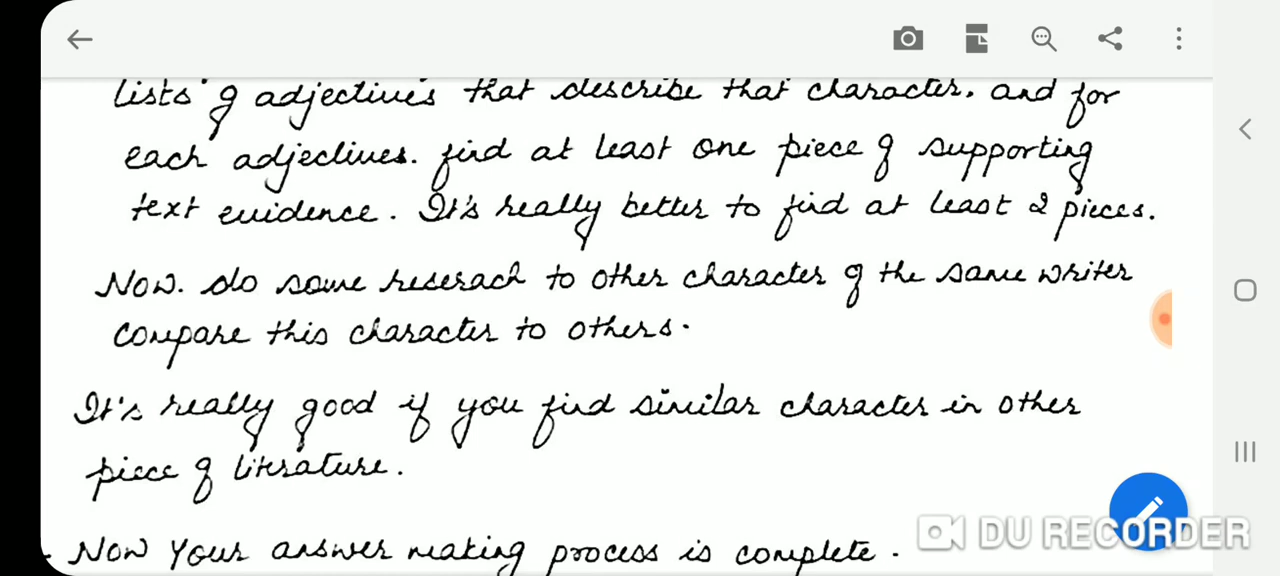 lists of adjectives that describe that character. and for
each adjectives. find at least one piece of supporting
text evidence. It's really better to find at least 2 pieces.
Now. do some reserach to other character of the same writer
compare this character to others.
It's really good if you find similar character in other
piece of literature.
Now Your answer making process is complete.
DU RECORDER